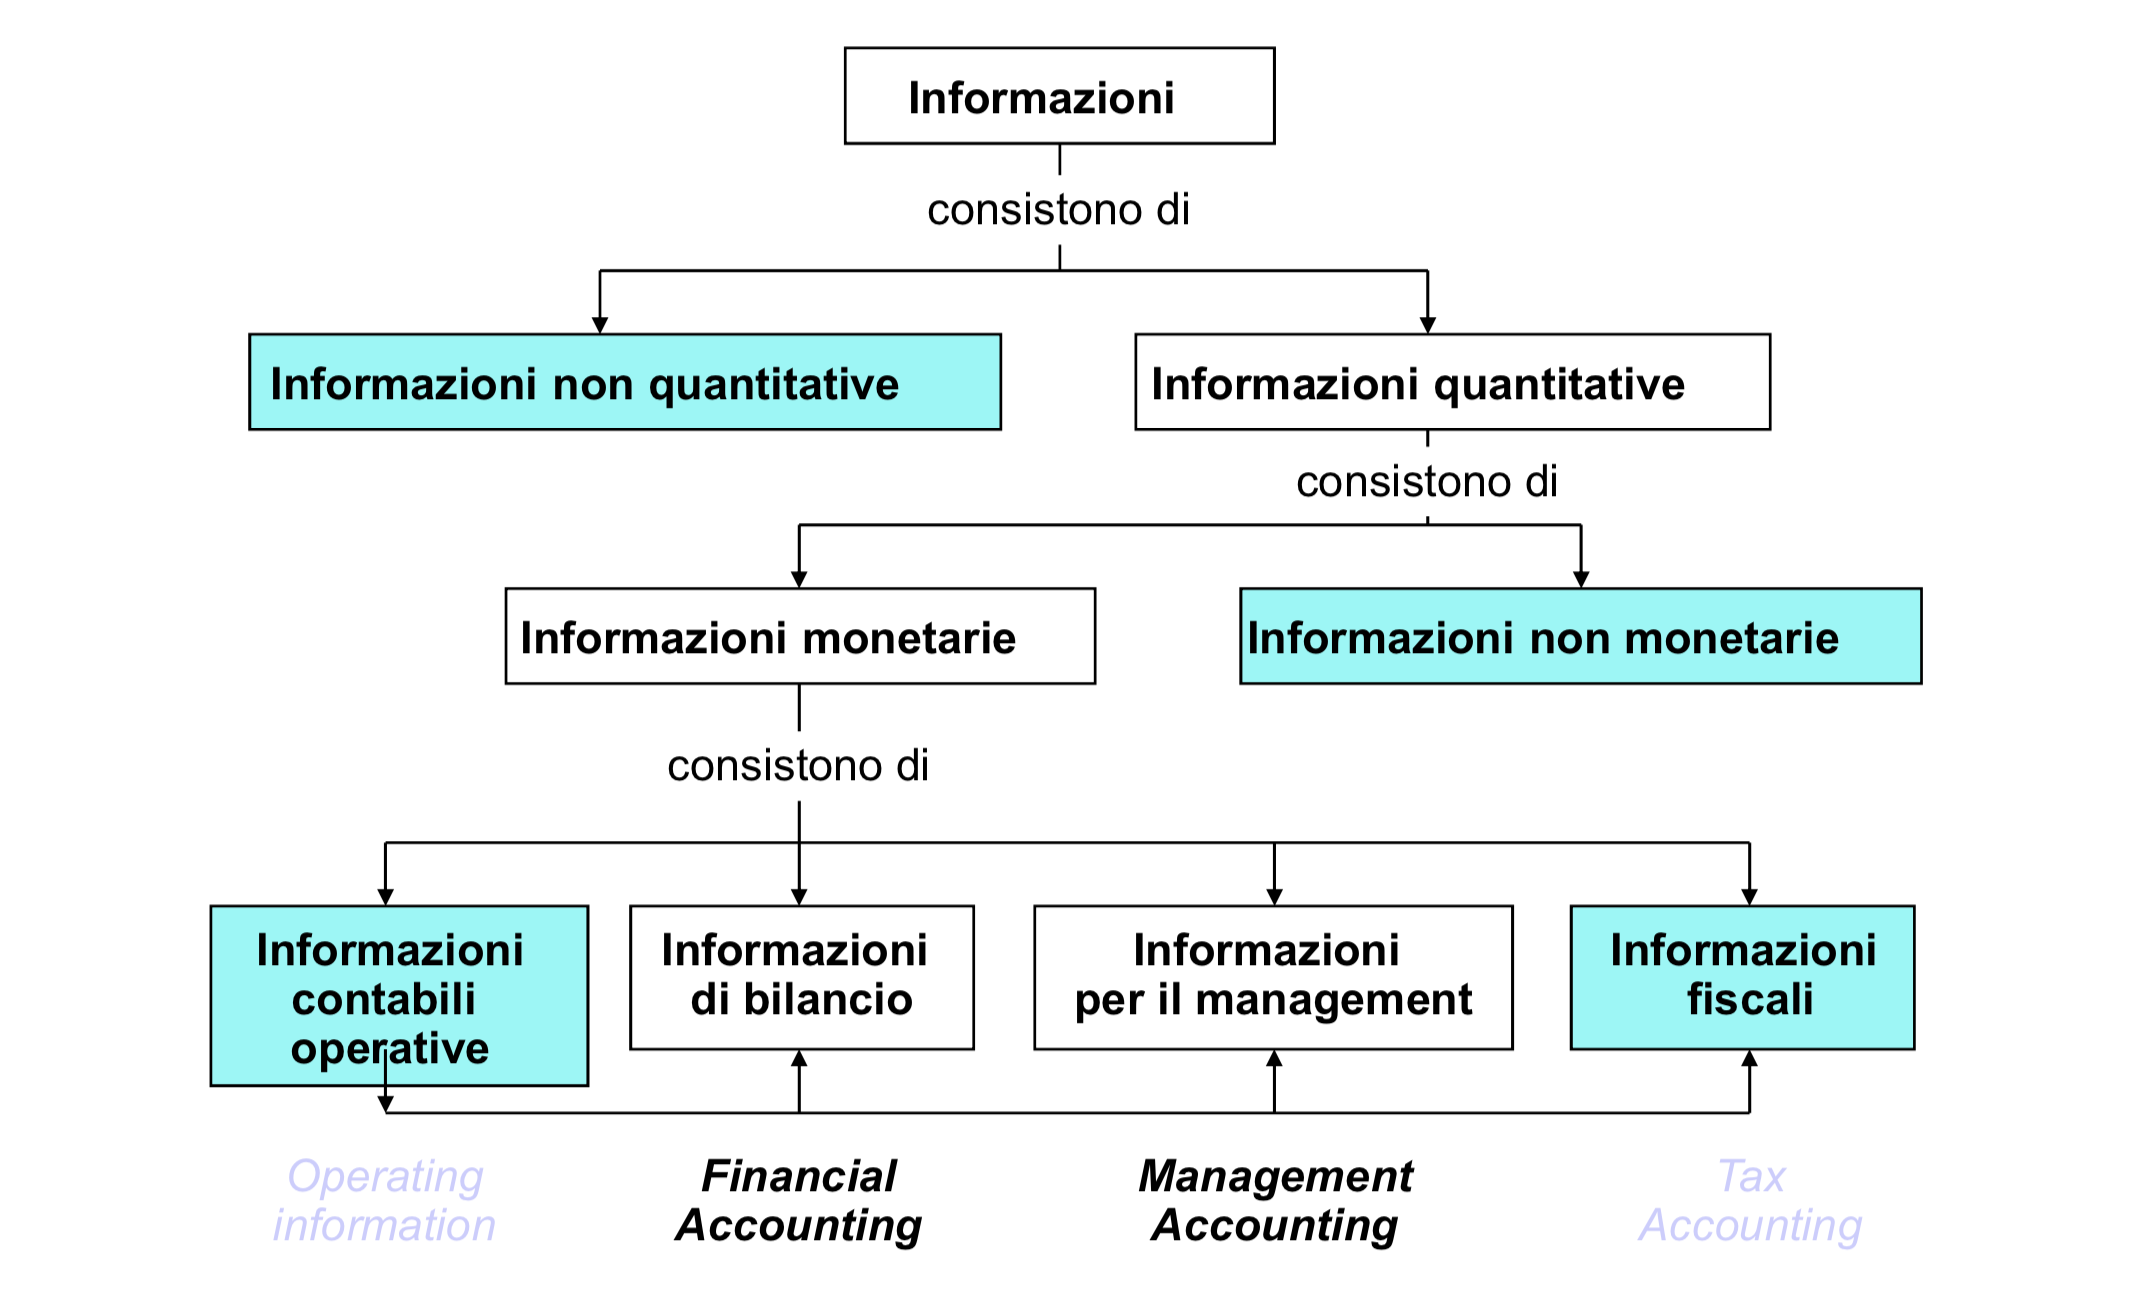 Informazioni
consistono di
Informazioni non quantitative
Informazioni quantitative
consistono di
Informazioni monetarie
Informazioni non monetarie
consistono di
Informazioni
contabili
operative
Informazioni
di bilancio
Informazioni
per il management
Informazioni
fiscali
Operating
information
Financial
Accounting
Management
Accounting
Tax
Accounting